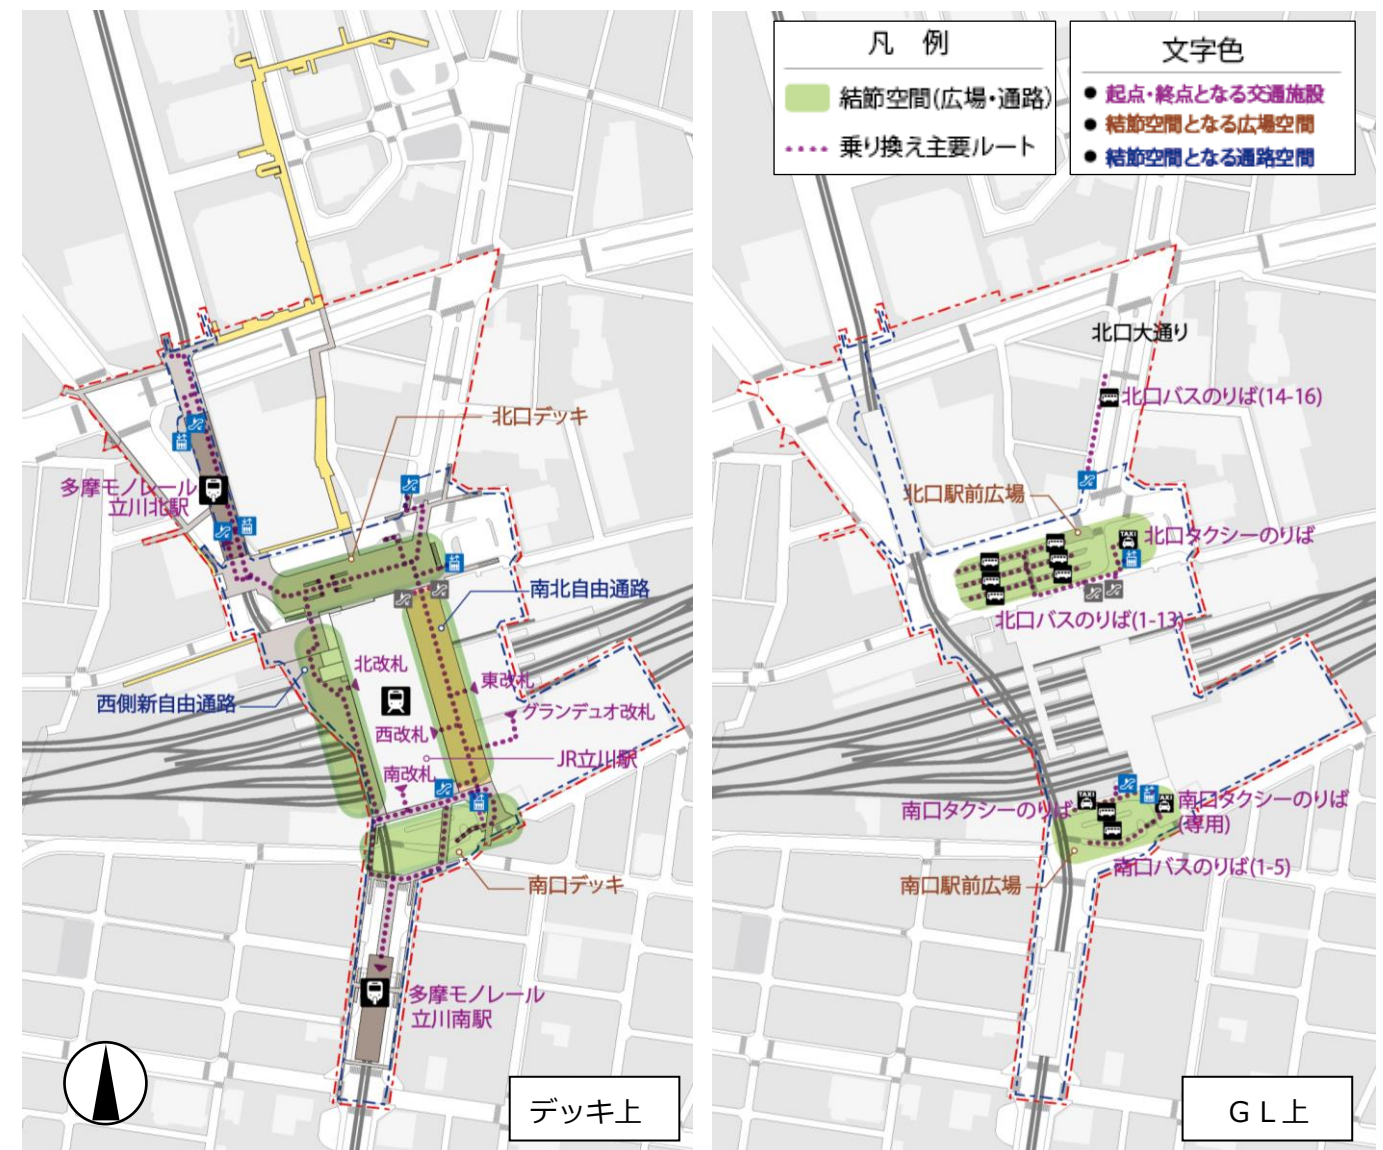 北口デッキ
多摩モノレール
立川北駅
南北自由通路
北改札
東改札
西側新自由通路
グランデュオ改札
西改札
JR立川駅
南改札
南口デッキ
多摩モノレール
立川南駅
デッキ上
凡 例
結節空間(広場・通路)
乗り換え主要ルート
文字色
● 起点・終点となる交通施設
● 結節空間となる広場空間
● 結節空間となる通路空間
北口大通り
北口バスのりば(14-16)
北口駅前広場
TAXI
北口タクシーのりば
北口バスのりば(1-13)
TAXI
TAXI
南口タクシーのりば
南口タクシーのりば
(専用)
南口バスのりば(1-5)
南口駅前広場
GL上